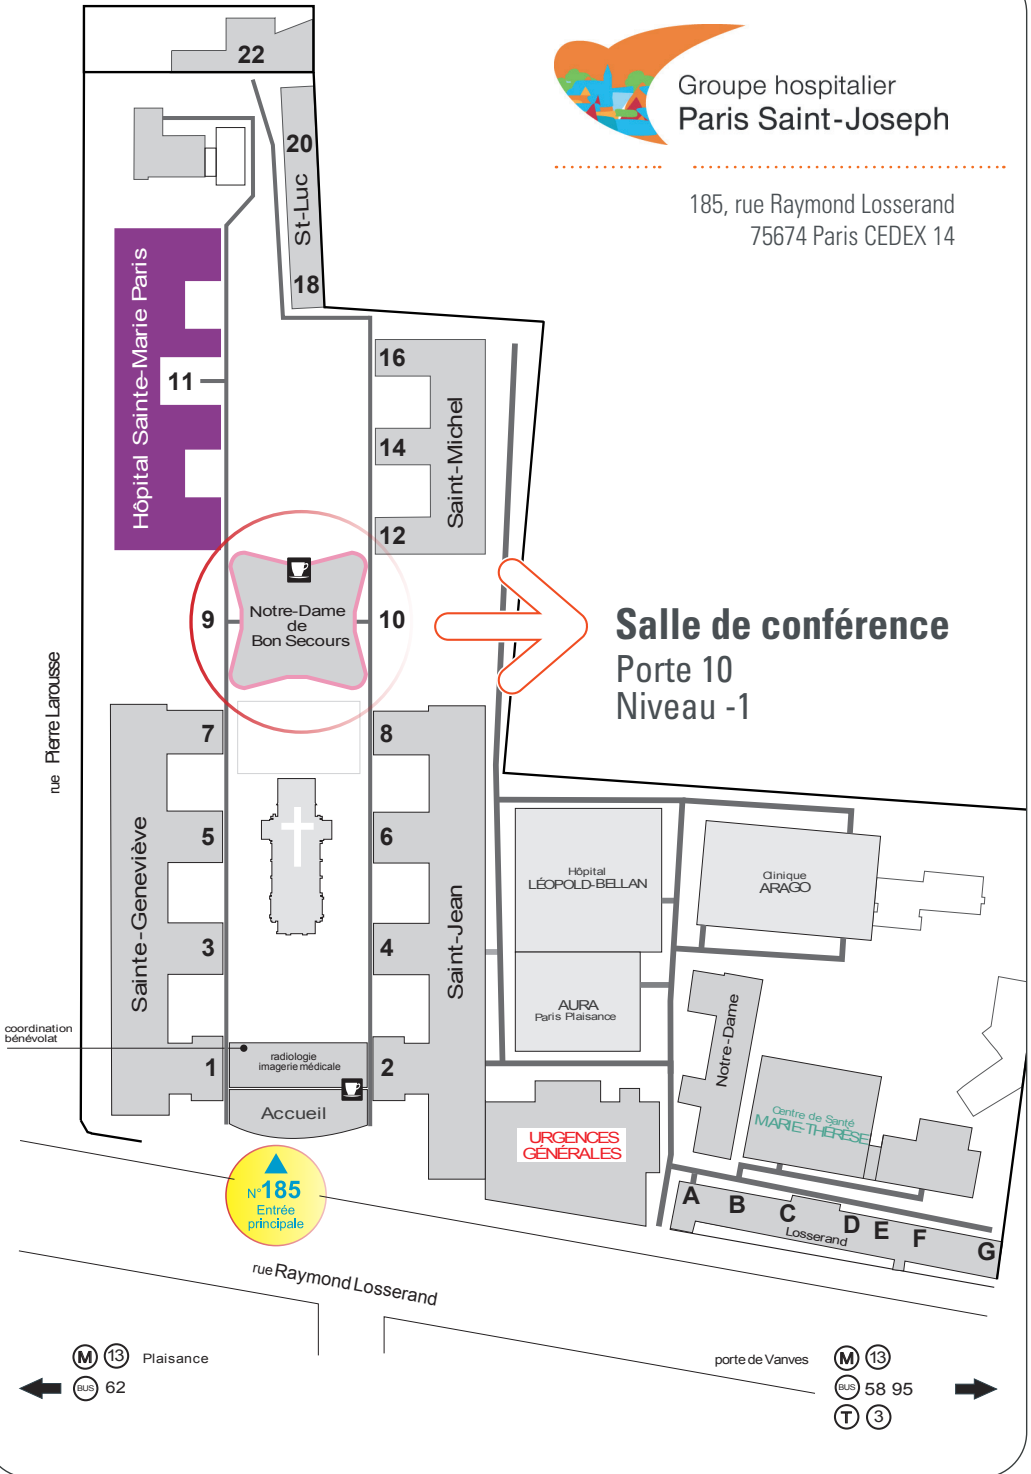 22
Groupe hospitalier
Paris Saint-Joseph
185, rue Raymond Losserand
75674 Paris CEDEX 14
20
St-Luc
18
Hôpital Sainte-Marie Paris
11
16
14
12
Saint-Michel
9
Notre-Dame
de
Bon Secours
10
Salle de conférence
Porte 10
Niveau -1
rue Pierre Larousse
7
5
3
1
Sainte-Geneviève
8
6
4
2
Saint-Jean
Hôpital
LÉOPOLD-BELLAN
Clinique
ARAGO
AURA
Paris Plaisance
Notre-Dame
coordination
bénévolat
radiologie
imagerie médicale
Accueil
URGENCES
GÉNÉRALES
Centre de Santé
MARIE-THÉRÈSE
N°185
Entrée
principale
A
B
C
D
E
F
G
Losserand
rue Raymond Losserand
M 13 Plaisance
BUS 62
porte de Vanves M 13
BUS 58 95
T 3